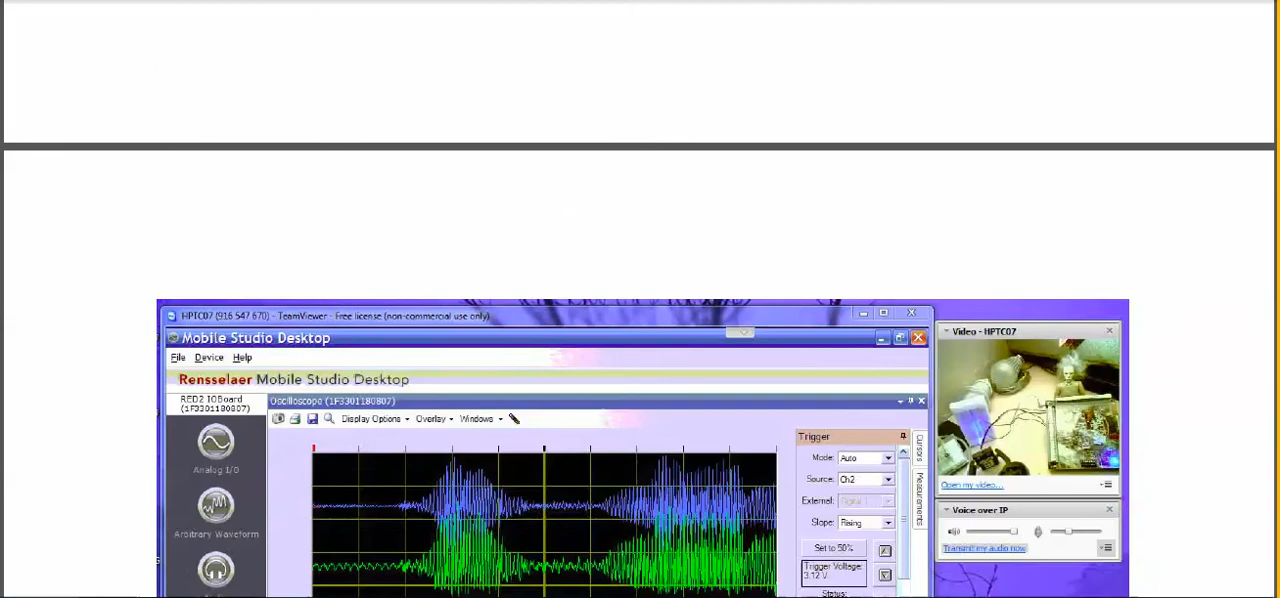 HPTC07 (916 547 670) - TeamViewer - Free license (non-commercial use only)
Mobile Studio Desktop
File Device Help
Rensselaer Mobile Studio Desktop
RED2 IOBoard
(1F3301180807)
Oscilloscope (1F3301180807)
Display Options Overlay Windows
Analog I/O
Arbitrary Waveform
Trigger
Mode: Auto
Source: Ch2
External: Digital
Slope: Rising
Set to 50%
Trigger Voltage:
3.12 V
Status:
Cursors
Measurements
Video - HPTC07
Open my video...
Voice over IP
Transmit my audio now